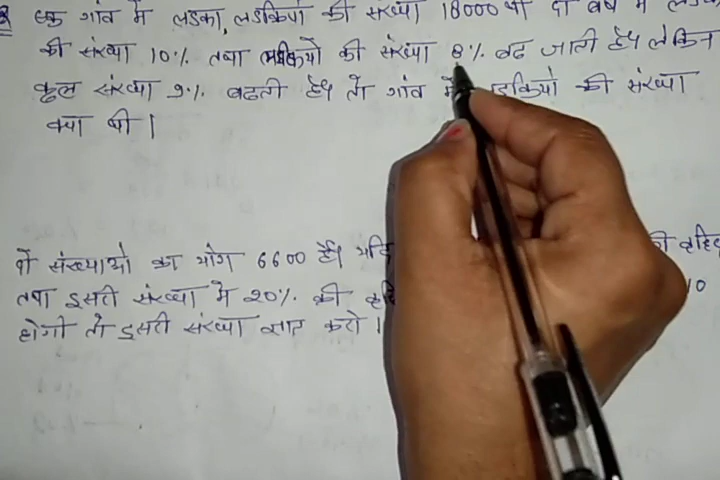 एक गांव में लडका, लडकियो की संख्या 18000 थी दो वर्ष में
की संख्या 10% तथा लडकियो की संख्या 8% बढ जाती है। लेकिन
कुल संख्या 9% बढती है। तो गांव में की संख्या
क्या थी।
दो संख्याओ का योग 6600 है। यदि की वृद्धि
तथा दुसरी संख्या मे 20% की
होगी तो दुसरी संख्या ज्ञात करो।